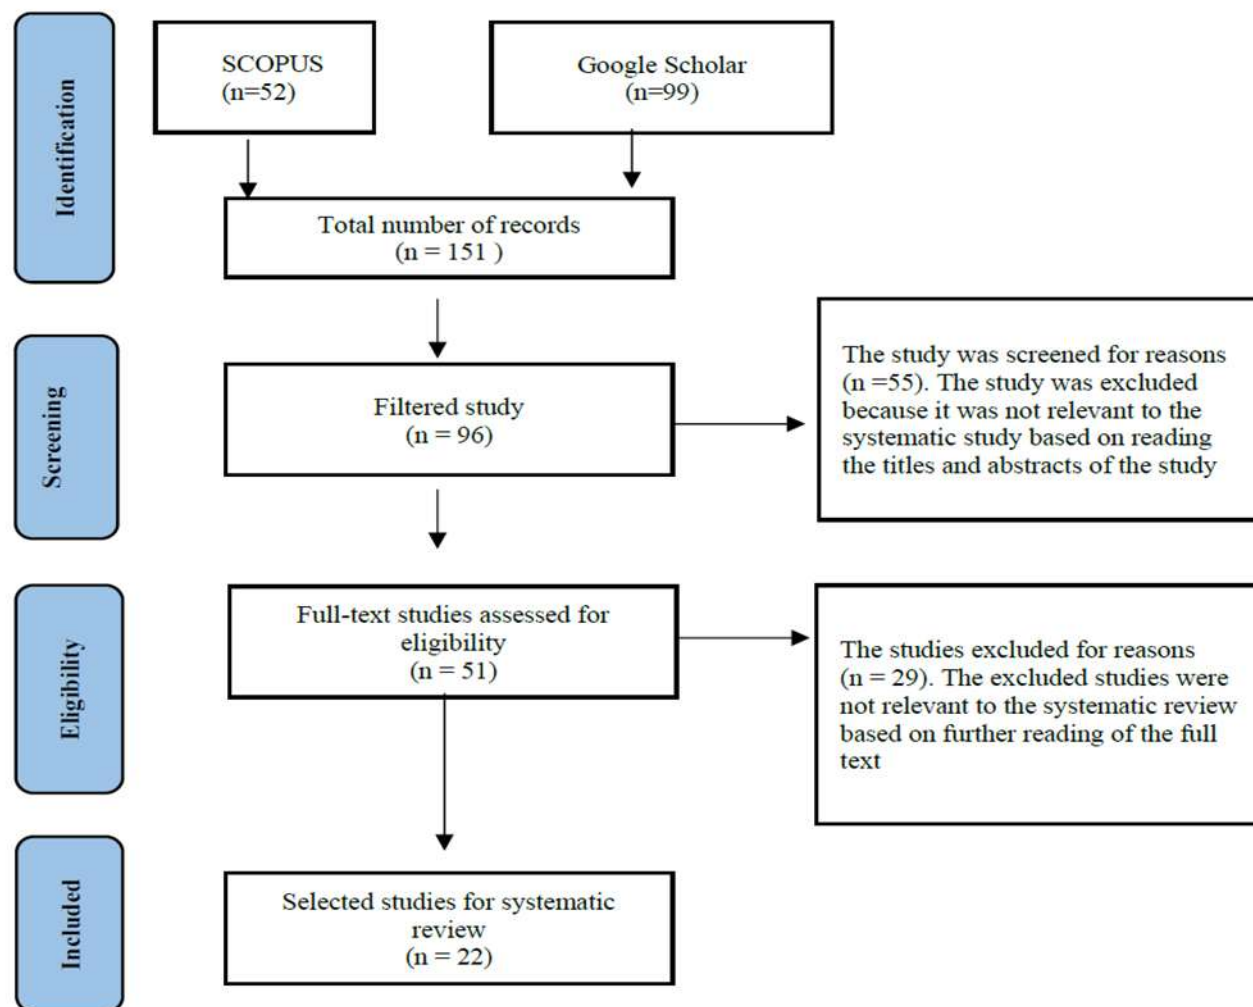 Identification
SCOPUS
(n=52)
Google Scholar
(n=99)
Total number of records
(n = 151 )
Screening
Filtered study
(n = 96)
The study was screened for reasons
(n =55). The study was excluded
because it was not relevant to the
systematic study based on reading
the titles and abstracts of the study
Eligibility
Full-text studies assessed for
eligibility
(n = 51)
The studies excluded for reasons
(n = 29). The excluded studies were
not relevant to the systematic review
based on further reading of the full
text
Included
Selected studies for systematic
review
(n = 22)